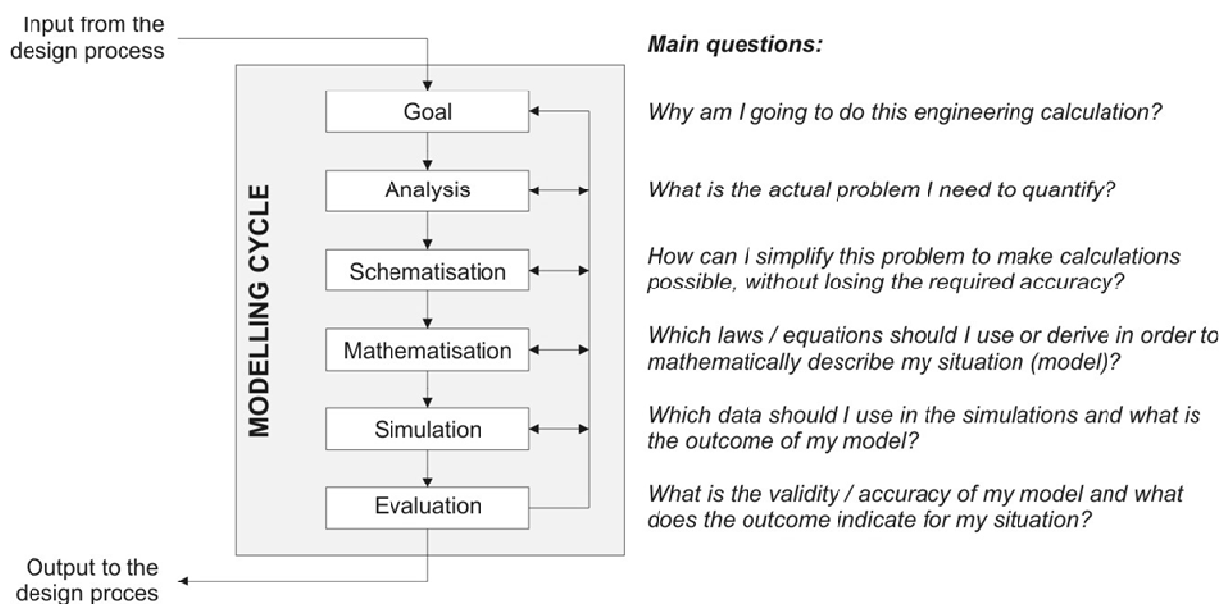 Input from the
design process
Main questions:
MODELLING CYCLE
Goal
Why am I going to do this engineering calculation?
Analysis
What is the actual problem I need to quantify?
Schematisation
How can I simplify this problem to make calculations
possible, without losing the required accuracy?
Mathematisation
Which laws / equations should I use or derive in order to
mathematically describe my situation (model)?
Simulation
Which data should I use in the simulations and what is
the outcome of my model?
Evaluation
What is the validity / accuracy of my model and what
does the outcome indicate for my situation?
Output to the
design proces